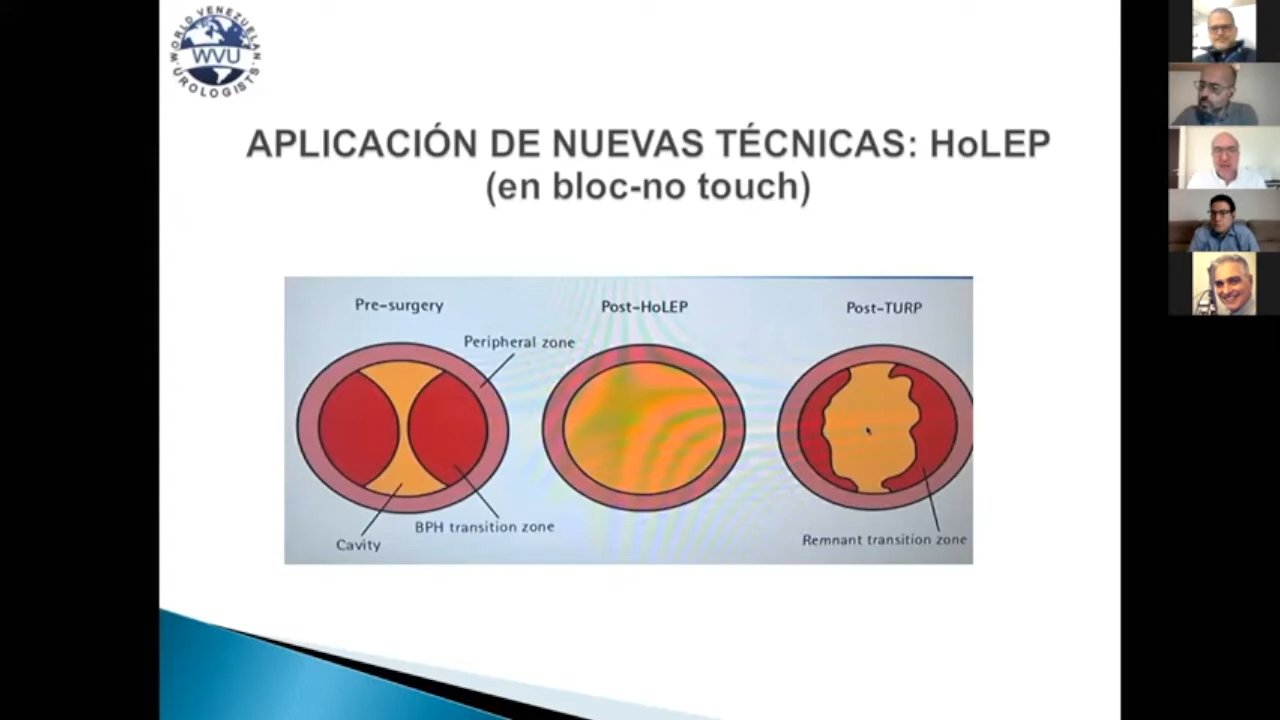 WORLD VENEZUELAN
WVU
UROLOGISTS
APLICACIÓN DE NUEVAS TÉCNICAS: HoLEP
(en bloc-no touch)
Pre-surgery
Post-HoLEP
Post-TURP
Peripheral zone
BPH transition zone
Cavity
Remnant transition zone